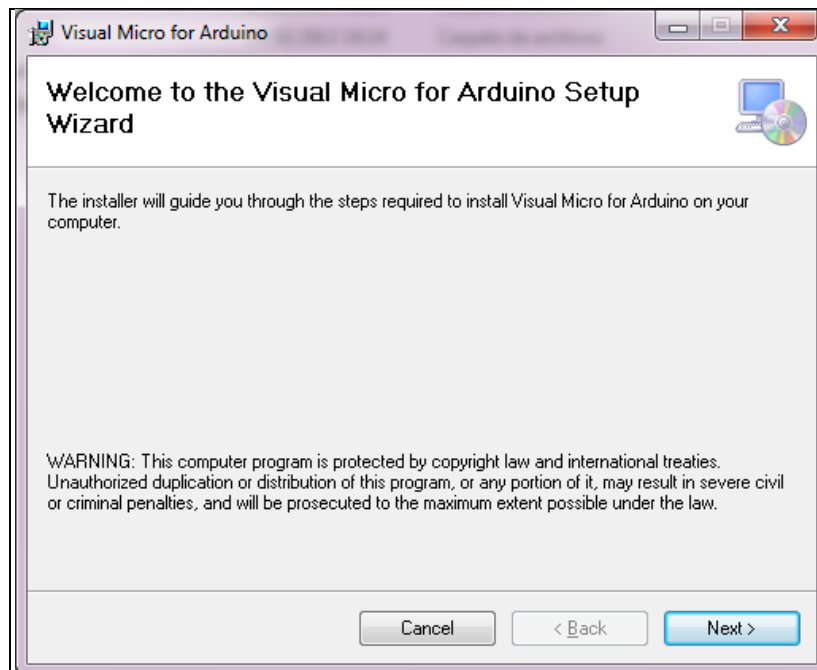 Visual Micro for Arduino
Welcome to the Visual Micro for Arduino Setup
Wizard
The installer will guide you through the steps required to install Visual Micro for Arduino on your
computer.
WARNING: This computer program is protected by copyright law and international treaties.
Unauthorized duplication or distribution of this program, or any portion of it, may result in severe civil
or criminal penalties, and will be prosecuted to the maximum extent possible under the law.
Cancel
< Back
Next >